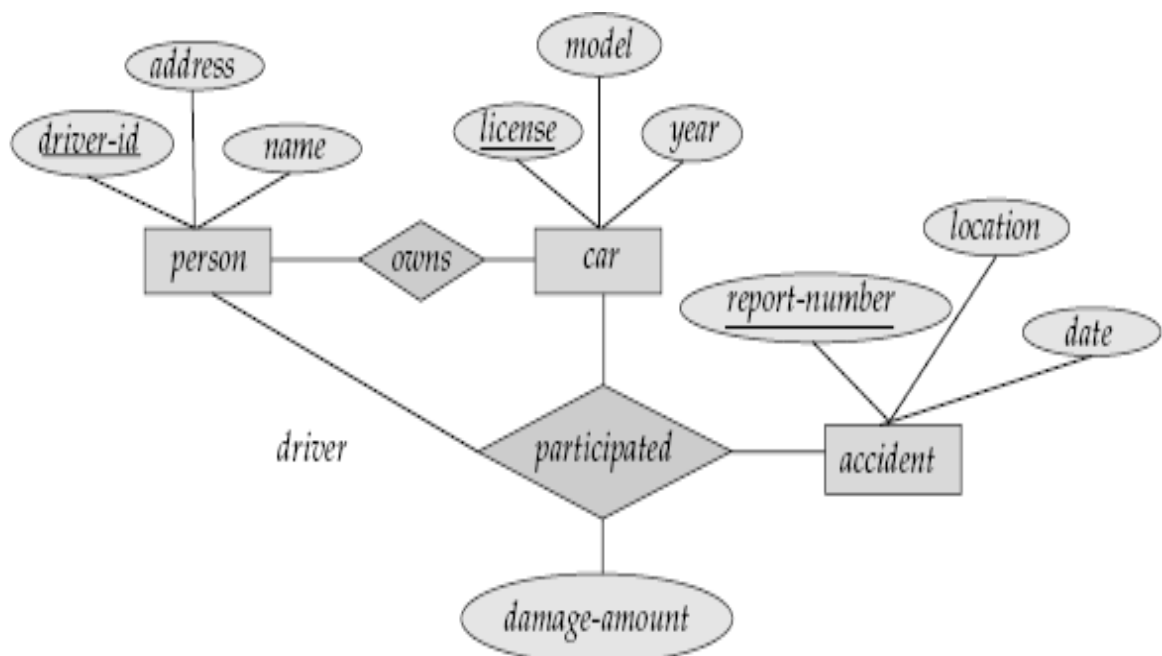 model
address
driver-id
name
license
year
location
person
owns
car
report-number
date
driver
participated
accident
damage-amount